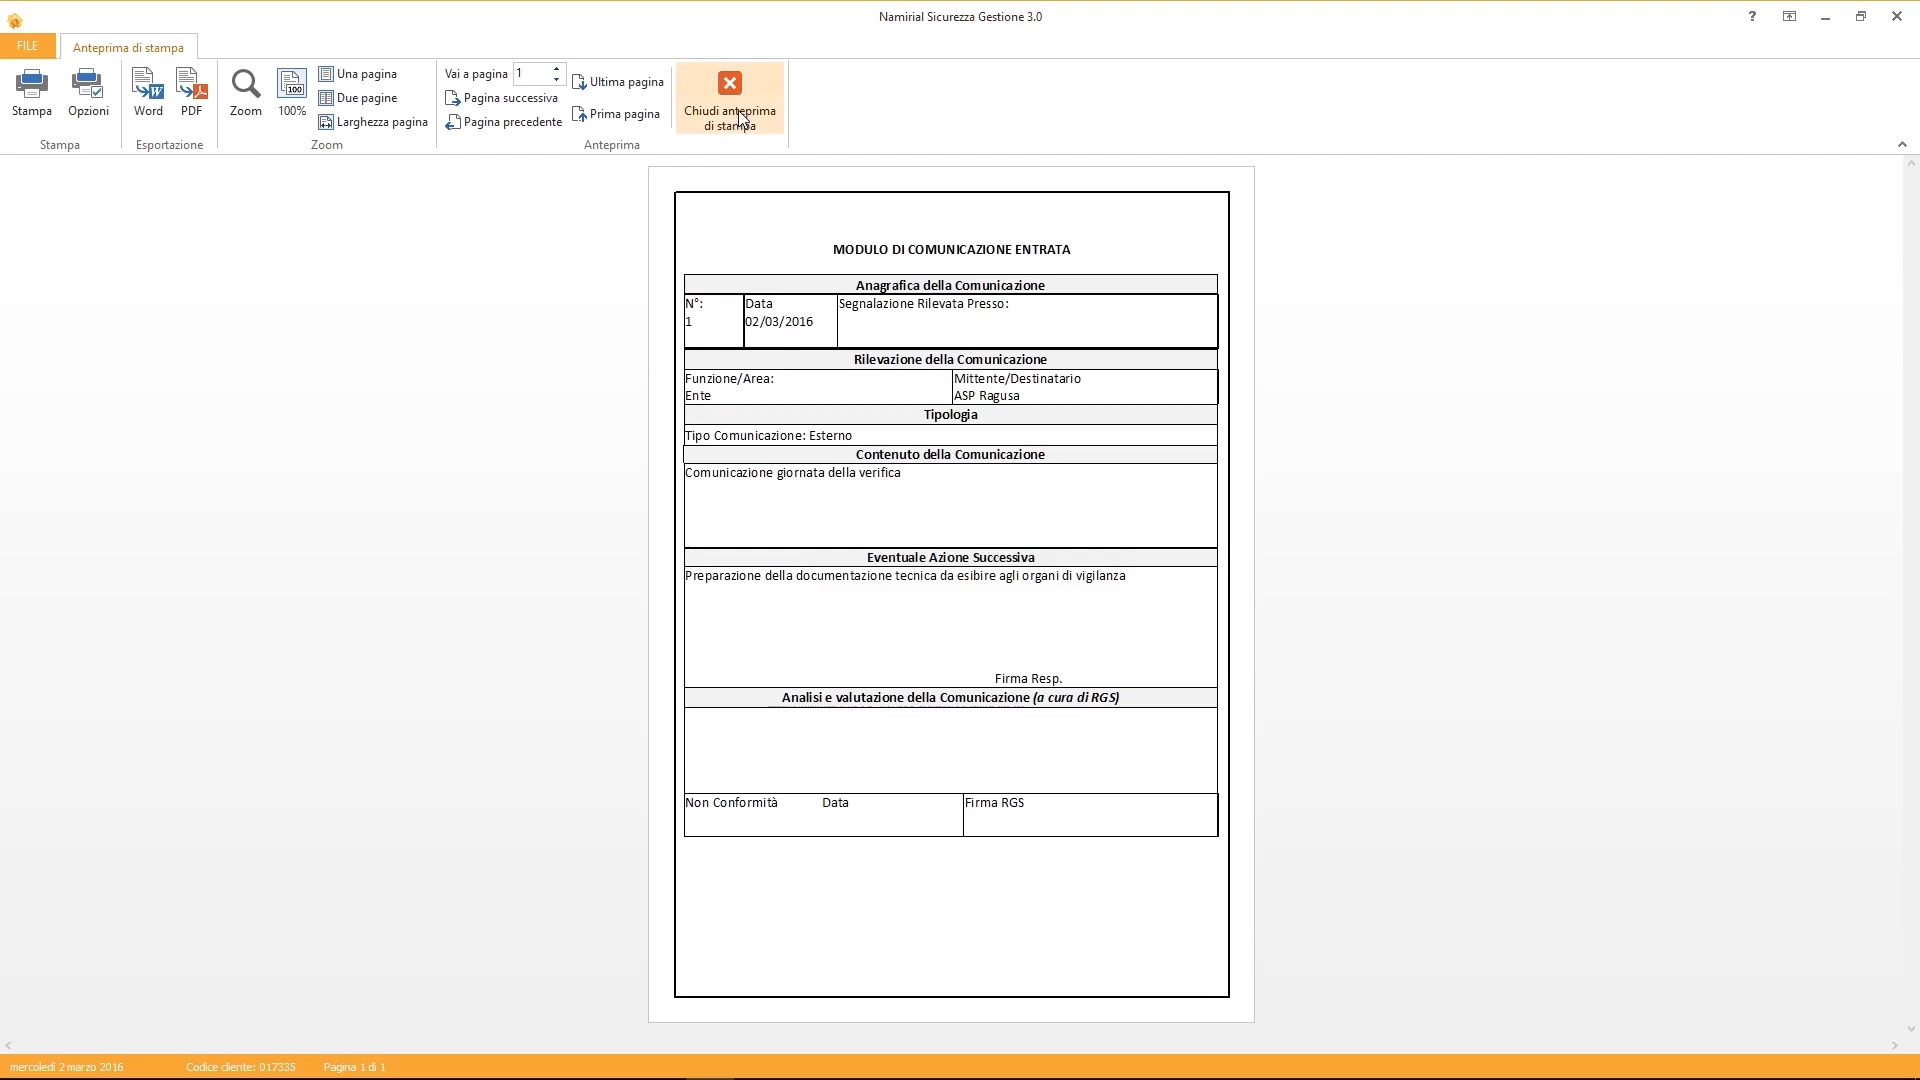 Namirial Sicurezza Gestione 3.0
FILE
Anteprima di stampa
Stampa
Opzioni
Stampa
Word
PDF
Esportazione
Zoom
100
100%
Una pagina
Due pagine
Larghezza pagina
Zoom
Vai a pagina 1
Pagina successiva
Pagina precedente
Ultima pagina
Prima pagina
Chiudi anteprima
di stampa
Anteprima
MODULO DI COMUNICAZIONE ENTRATA
Anagrafica della Comunicazione
N°:
1
Data
02/03/2016
Segnalazione Rilevata Presso:
Rilevazione della Comunicazione
Funzione/Area:
Ente
Mittente/Destinatario
ASP Ragusa
Tipologia
Tipo Comunicazione: Esterno
Contenuto della Comunicazione
Comunicazione giornata della verifica
Eventuale Azione Successiva
Preparazione della documentazione tecnica da esibire agli organi di vigilanza
Firma Resp.
Analisi e valutazione della Comunicazione (a cura di RGS)
Non Conformità Data
Firma RGS
mercoledì 2 marzo 2016 Codice cliente: 017335 Pagina 1 di 1